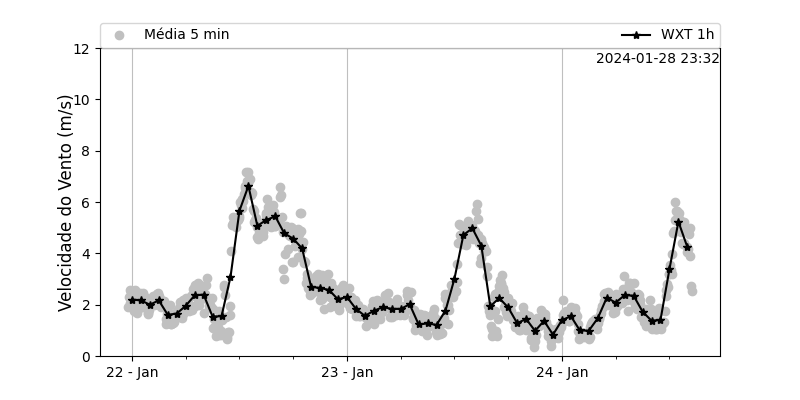 Média 5 min
WXT 1h
2024-01-28 23:32
Velocidade do Vento (m/s)
12
10
8
6
4
2
0
22 - Jan
23 - Jan
24 - Jan